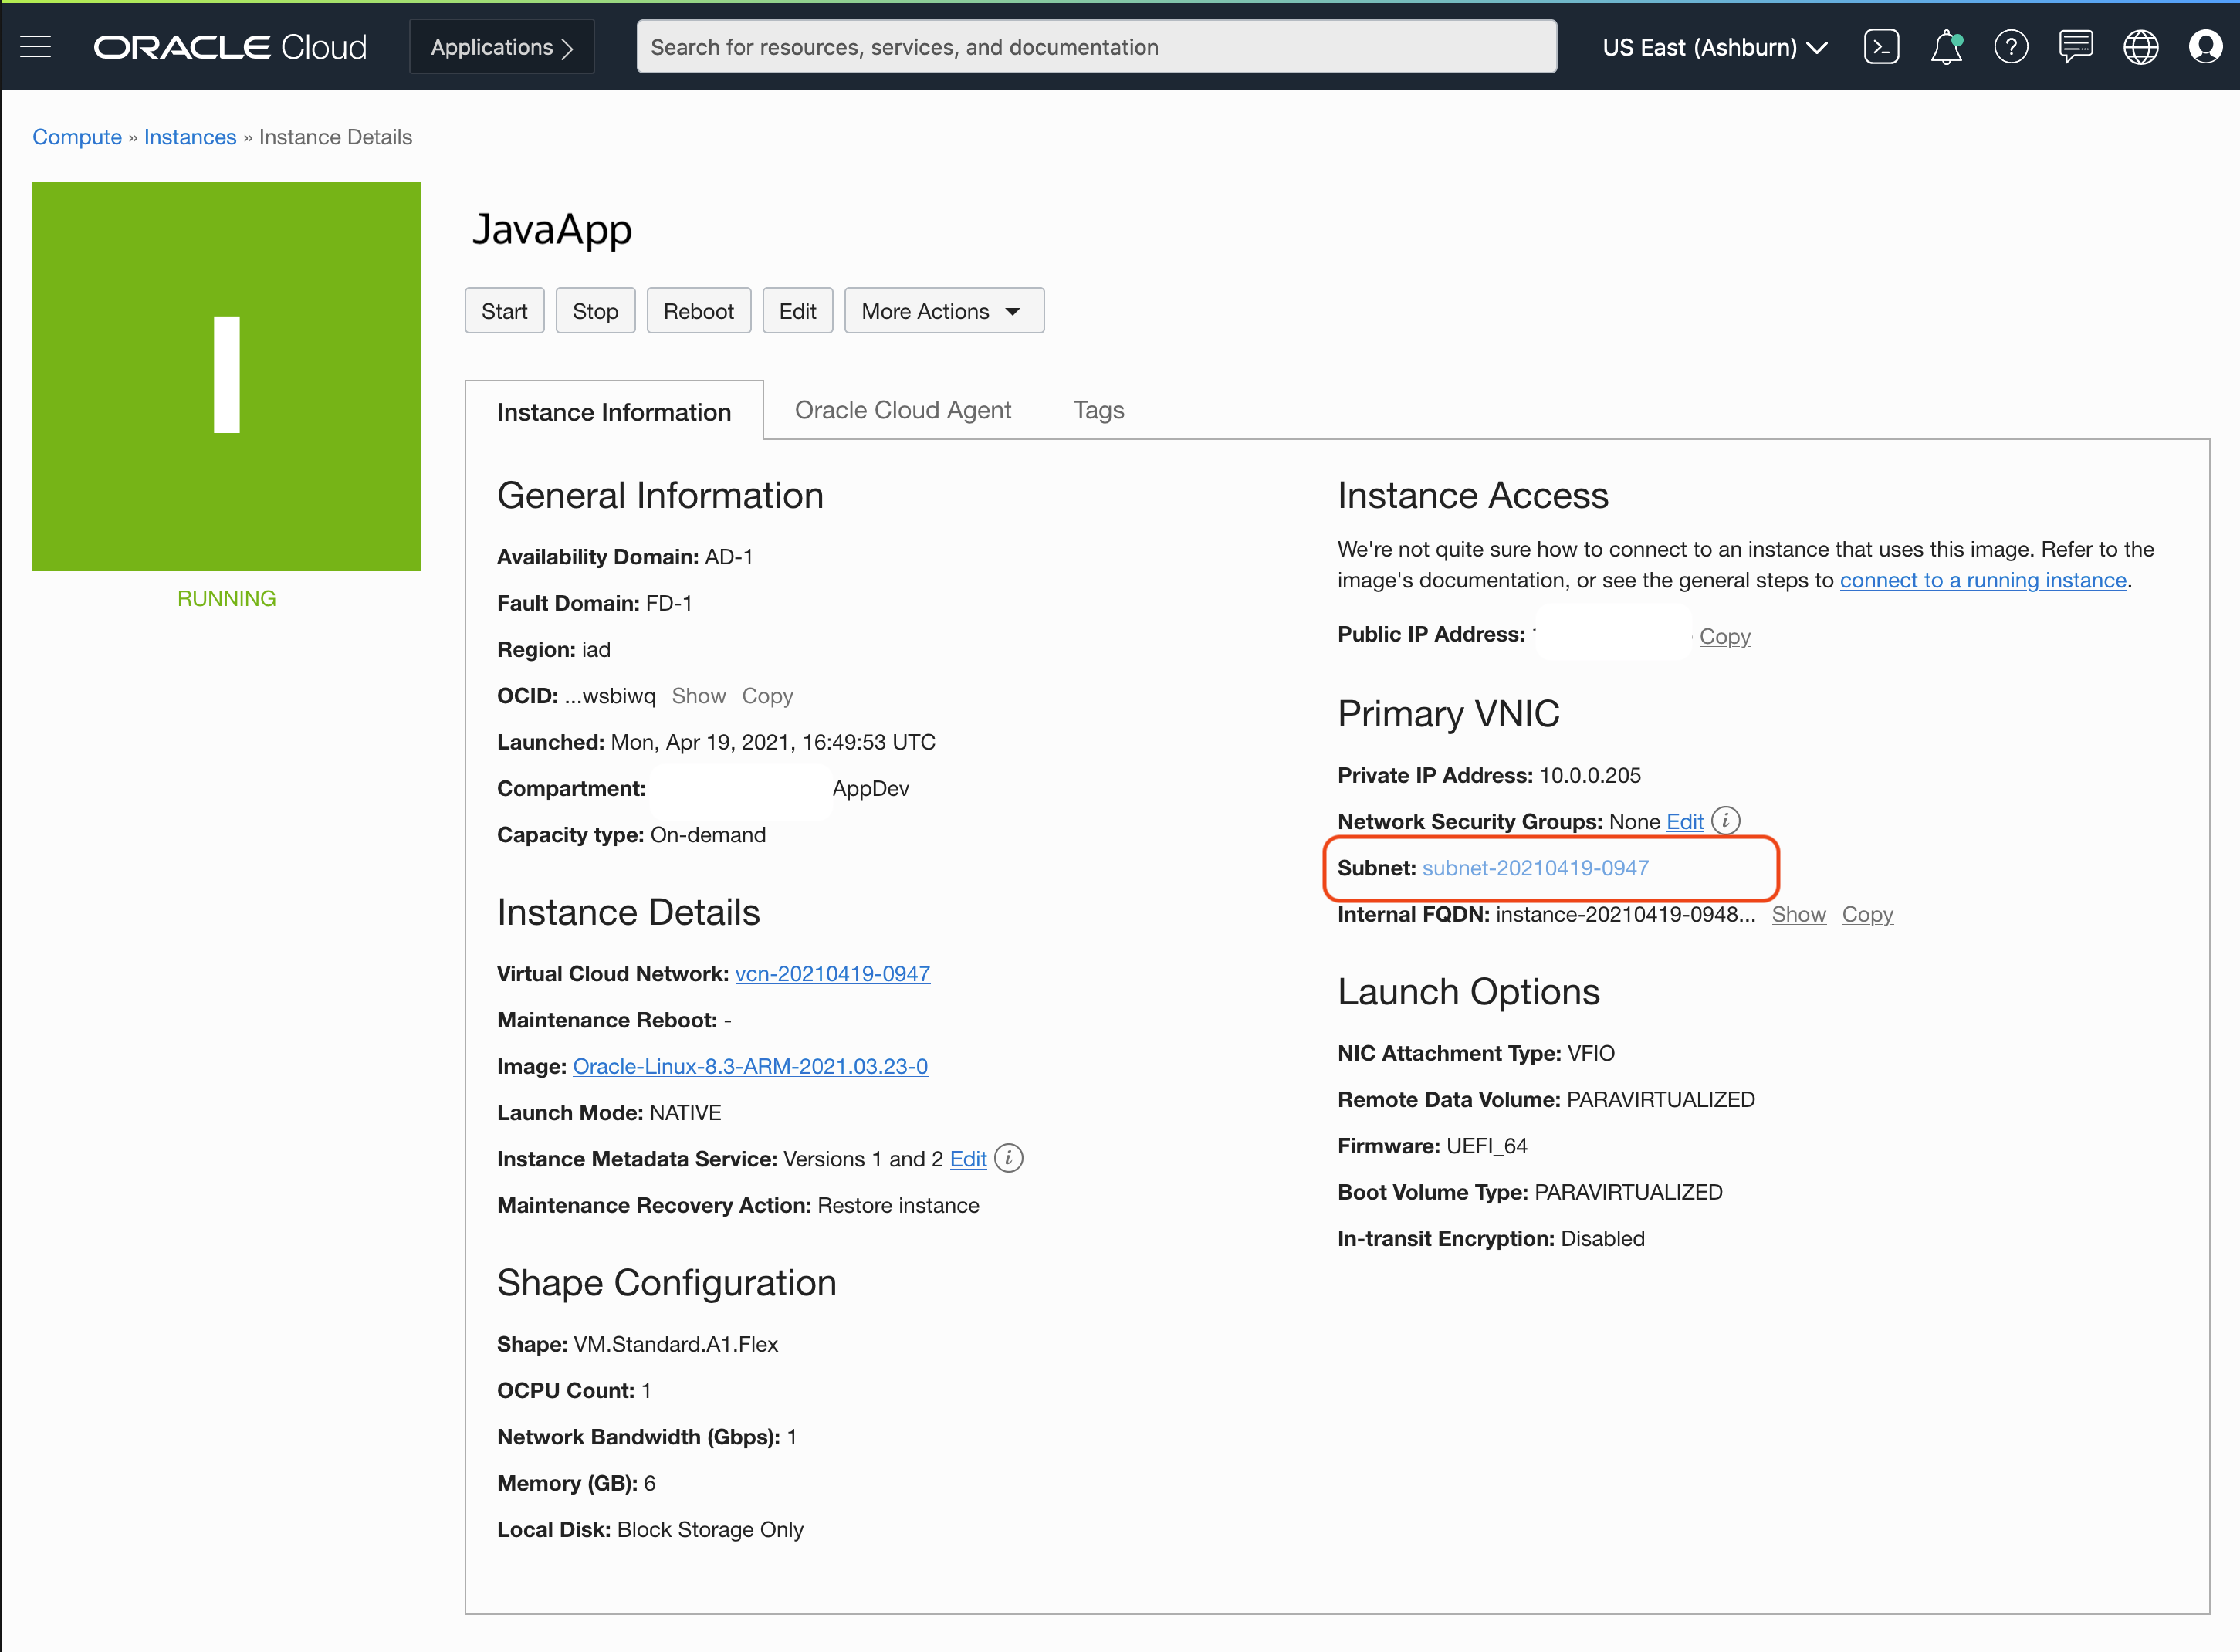 ORACLE Cloud
Applications
Search for resources, services, and documentation
US East (Ashburn)
Compute » Instances » Instance Details
I
RUNNING
JavaApp
Start
Stop
Reboot
Edit
More Actions
Instance Information
Oracle Cloud Agent
Tags
General Information
Availability Domain: AD-1
Fault Domain: FD-1
Region: iad
OCID: ...wsbiwq Show Copy
Launched: Mon, Apr 19, 2021, 16:49:53 UTC
Compartment: AppDev
Capacity type: On-demand
Instance Details
Virtual Cloud Network: vcn-20210419-0947
Maintenance Reboot: -
Image: Oracle-Linux-8.3-ARM-2021.03.23-0
Launch Mode: NATIVE
Instance Metadata Service: Versions 1 and 2 Edit i
Maintenance Recovery Action: Restore instance
Shape Configuration
Shape: VM.Standard.A1.Flex
OCPU Count: 1
Network Bandwidth (Gbps): 1
Memory (GB): 6
Local Disk: Block Storage Only
Instance Access
We're not quite sure how to connect to an instance that uses this image. Refer to the
image's documentation, or see the general steps to connect to a running instance.
Public IP Address: Copy
Primary VNIC
Private IP Address: 10.0.0.205
Network Security Groups: None Edit i
Subnet: subnet-20210419-0947
Internal FQDN: instance-20210419-0948... Show Copy
Launch Options
NIC Attachment Type: VFIO
Remote Data Volume: PARAVIRTUALIZED
Firmware: UEFI_64
Boot Volume Type: PARAVIRTUALIZED
In-transit Encryption: Disabled